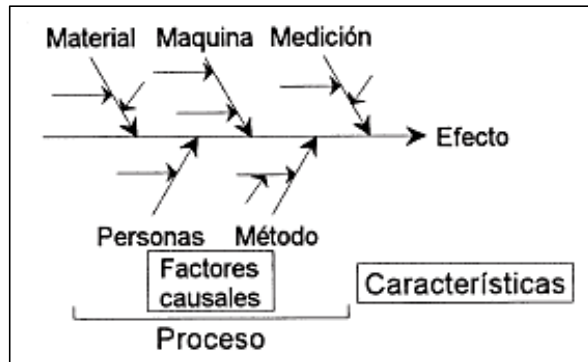 Material Maquina Medición
Efecto
Personas Método
Factores
causales
Características
Proceso